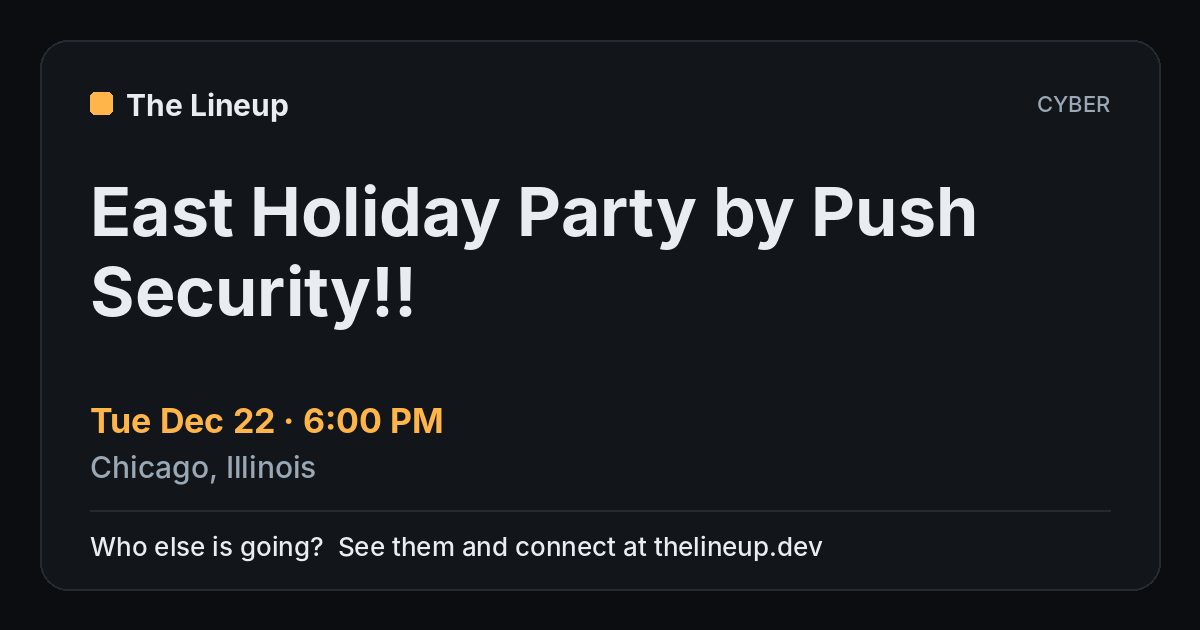 The Lineup
CYBER
East Holiday Party by Push
Security!!
Tue Dec 22 · 6:00 PM
Chicago, Illinois
Who else is going? See them and connect at thelineup.dev